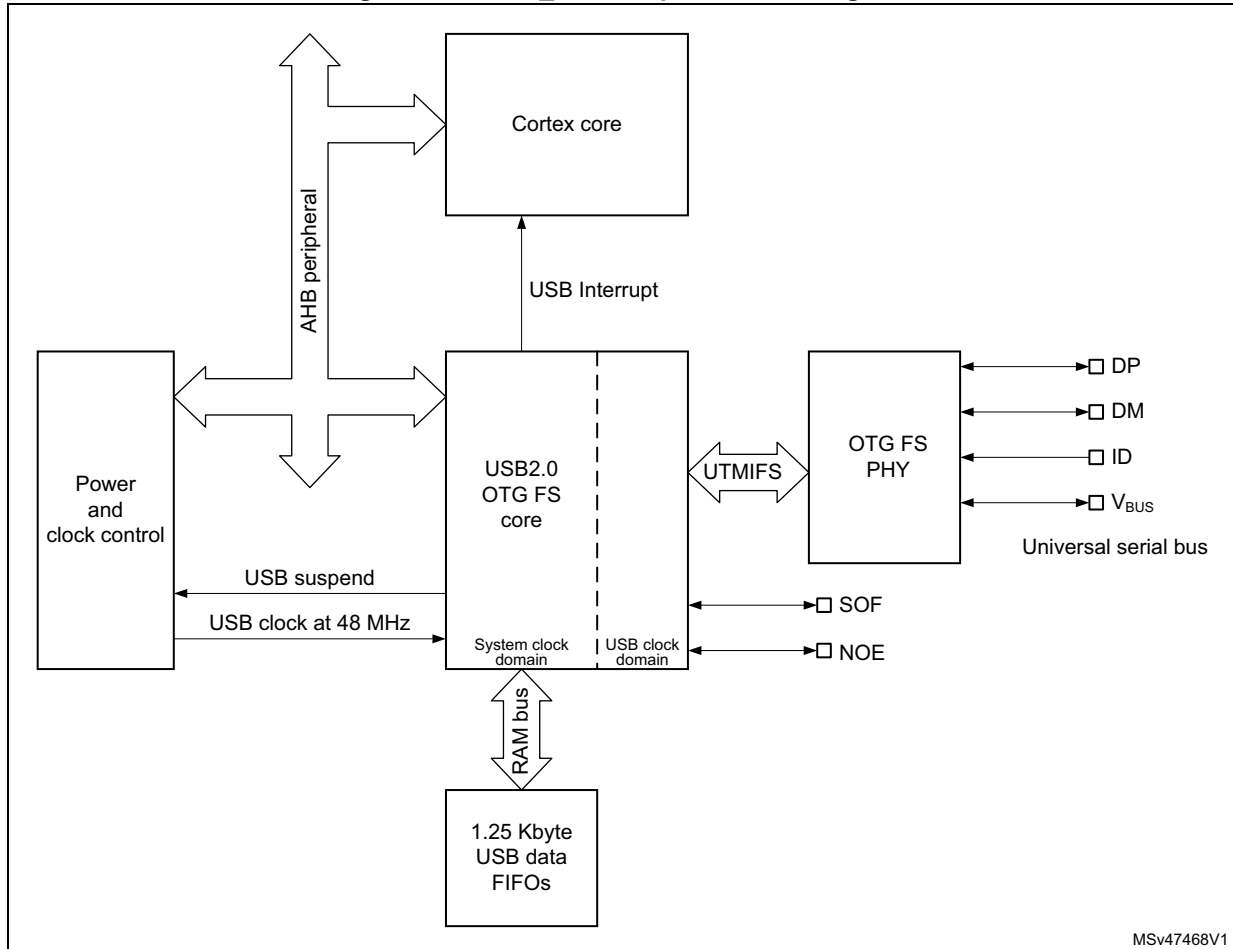 Cortex core
AHB peripheral
USB Interrupt
Power
and
clock control
USB2.0
OTG FS
core
UTMIFS
OTG FS
PHY
DP
DM
ID
VBUS
Universal serial bus
USB suspend
USB clock at 48 MHz
System clock
domain
USB clock
domain
SOF
NOE
RAM bus
1.25 Kbyte
USB data
FIFOs
MSv47468V1